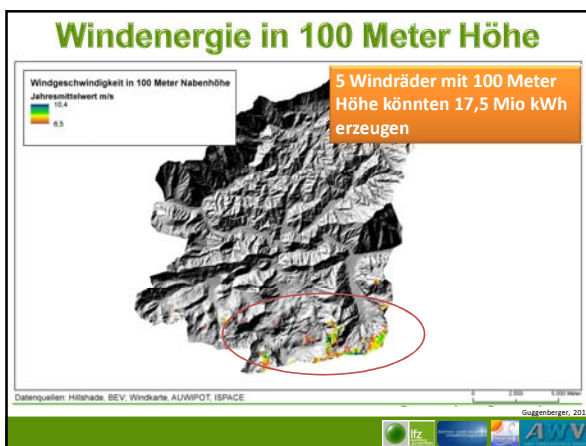 Windenergie in 100 Meter Höhe
Windgeschwindigkeit in 100 Meter Nabenhöhe
Jahresmittelwert m/s
10,4
6,5
5 Windräder mit 100 Meter
Höhe könnten 17,5 Mio kWh
erzeugen
Datenquellen: Hillshade, BEV; Windkarte, AUWIPOT, ISPACE
0 2.500 5.000 Meter
Guggenberger, 201
lfz
AWV